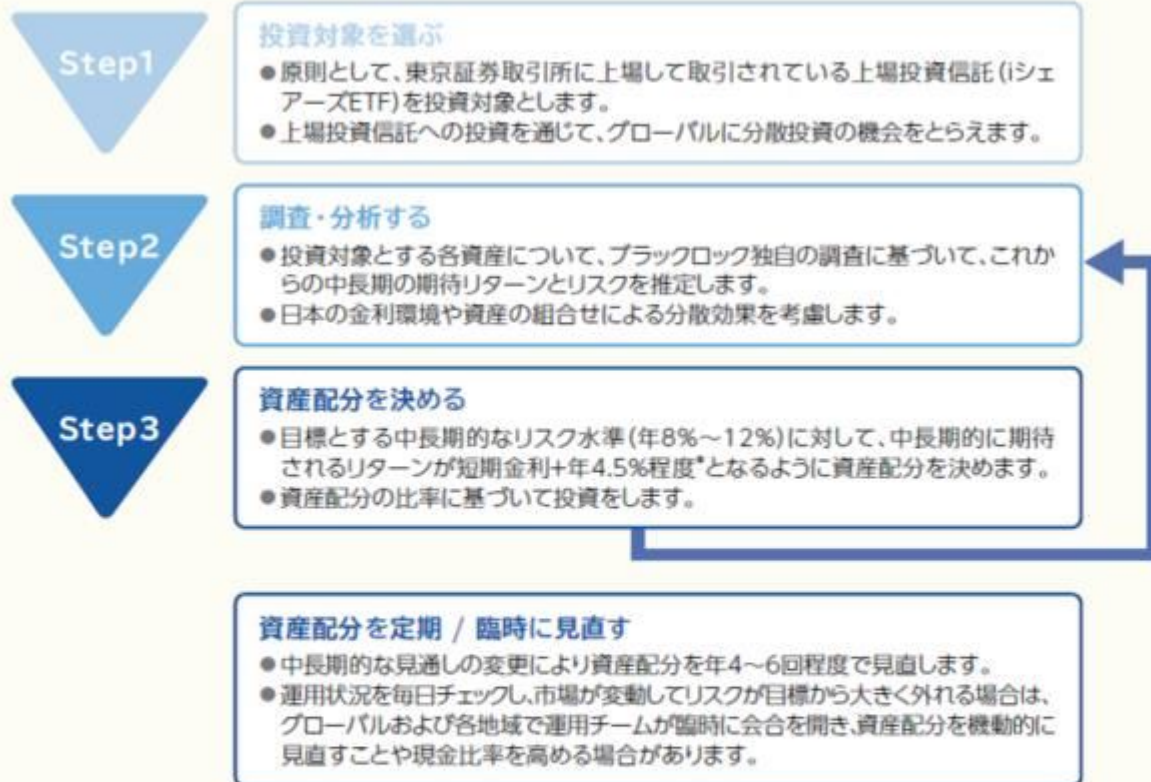 Step1
投資対象を選ぶ
●原則として、東京証券取引所に上場して取引されている上場投資信託(iシェ
アーズETF)を投資対象とします。
●上場投資信託への投資を通じて、グローバルに分散投資の機会をとらえます。
Step2
調査・分析する
●投資対象とする各資産について、ブラックロック独自の調査に基づいて、これか
らの中長期の期待リターンとリスクを推定します。
●日本の金利環境や資産の組合せによる分散効果を考慮します。
Step3
資産配分を決める
●目標とする中長期的なリスク水準(年8%～12%)に対して、中長期的に期待
されるリターンが短期金利+年4.5%程度*となるように資産配分を決めます。
●資産配分の比率に基づいて投資をします。
資産配分を定期 / 臨時に見直す
●中長期的な見通しの変更により資産配分を年4～6回程度で見直します。
●運用状況を毎日チェックし、市場が変動してリスクが目標から大きく外れる場合は、
グローバルおよび各地域で運用チームが臨時に会合を開き、資産配分を機動的に
見直すことや現金比率を高める場合があります。